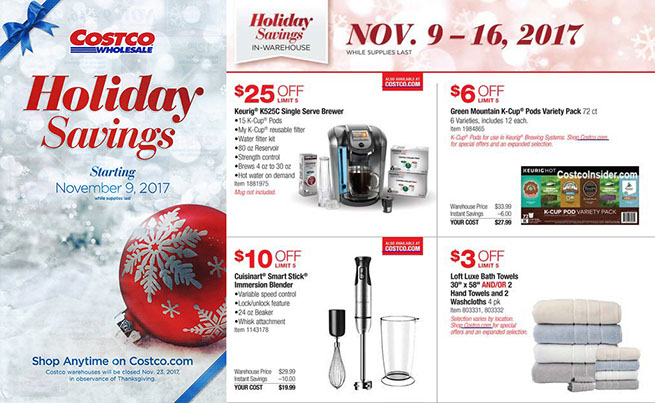 COSTCO
WHOLESALE
Holiday
Savings
Starting
November 9, 2017
while supplies last
Shop Anytime on Costco.com
Costco warehouses will be closed Nov. 23, 2017,
in observance of Thanksgiving.
Holiday
Savings
IN-WAREHOUSE
NOV. 9 – 16, 2017
WHILE SUPPLIES LAST
ALSO AVAILABLE AT
COSTCO.COM
$25 OFF
LIMIT 5
Keurig® K525C Single Serve Brewer
•15 K-Cup® Pods
•My K-Cup® reusable filter
•Water filter kit
•80 oz Reservoir
•Strength control
•Brews 4 oz to 30 oz
•Hot water on demand
Item 1881975
Mug not included.
$6 OFF
LIMIT 5
Green Mountain K-Cup® Pods Variety Pack 72 ct
6 Varieties, includes 12 each.
Item 1984865
K-Cup® Pods for use in Keurig® Brewing Systems. Shop Costco.com
for special offers and an expanded selection.
KEURIG HOT
CostcoInsider.com
K-CUP POD VARIETY PACK
72
Warehouse Price $33.99
Instant Savings –6.00
YOUR COST $27.99
ALSO AVAILABLE AT
COSTCO.COM
$10 OFF
LIMIT 5
Cuisinart® Smart Stick®
Immersion Blender
•Variable speed control
•Lock/unlock feature
•24 oz Beaker
•Whisk attachment
Item 1143178
Warehouse Price $29.99
Instant Savings –10.00
YOUR COST $19.99
$3 OFF
LIMIT 5
Loft Luxe Bath Towels
30" x 58" AND/OR 2
Hand Towels and 2
Washcloths 4 pk
Item 803331, 803332
Selection varies by location.
Shop Costco.com for special
offers and an expanded selection.